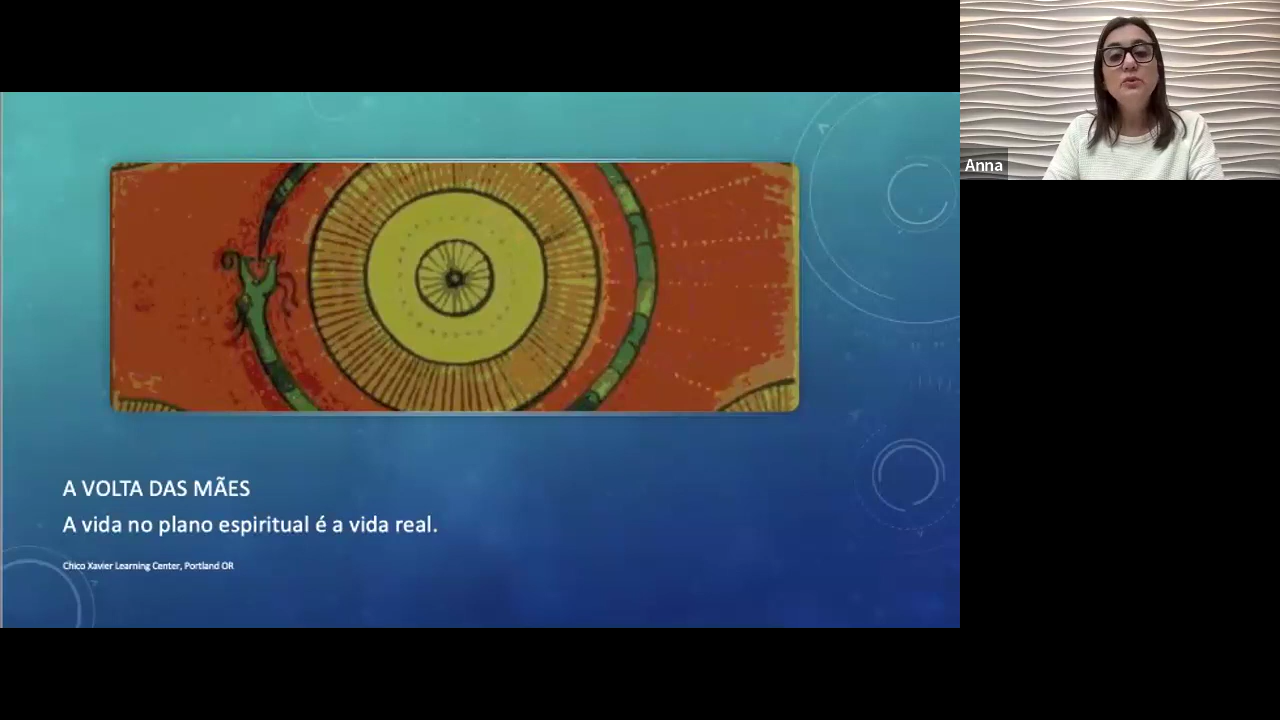 Anna
A VOLTA DAS MÃES
A vida no plano espiritual é a vida real.
Chico Xavier Learning Center, Portland OR